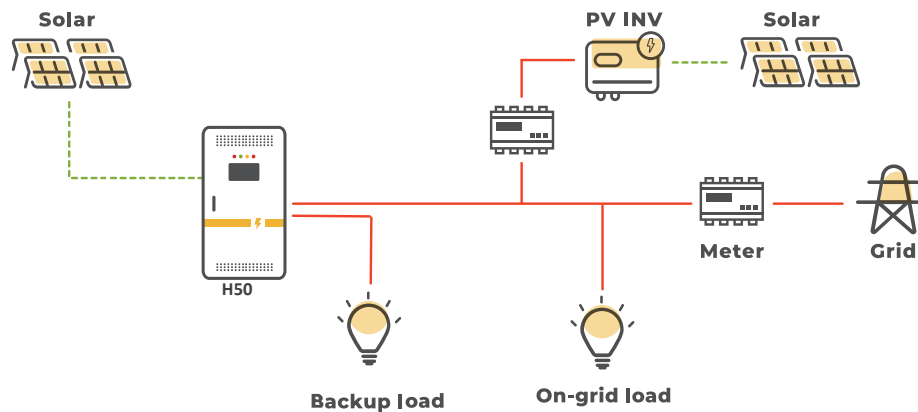 Solar
PV INV
Solar
H50
Meter
Grid
Backup load
On-grid load